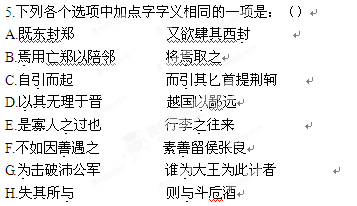 5.下列各个选项中加点字字义相同的一项是：（）
A.既东封郑 又欲肆其西封
B.焉用亡郑以陪邻 将焉取之
C.自引而起 而引其匕首提荆轲
D.以其无理于晋 越国以鄙远
E.是寡人之过也 行李之往来
F.不如因善遇之 素善留侯张良
G为击破沛公军 谁为大王为此计者
H.失其所与 则与斗卮酒